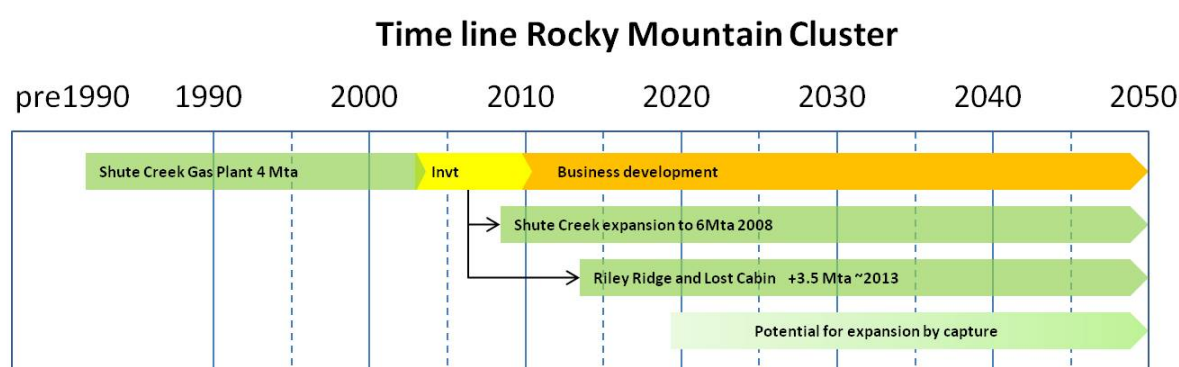 Time line Rocky Mountain Cluster
pre1990 1990 2000 2010 2020 2030 2040 2050
Shute Creek Gas Plant 4 Mta Invt Business development
Shute Creek expansion to 6Mta 2008
Riley Ridge and Lost Cabin +3.5 Mta ~2013
Potential for expansion by capture